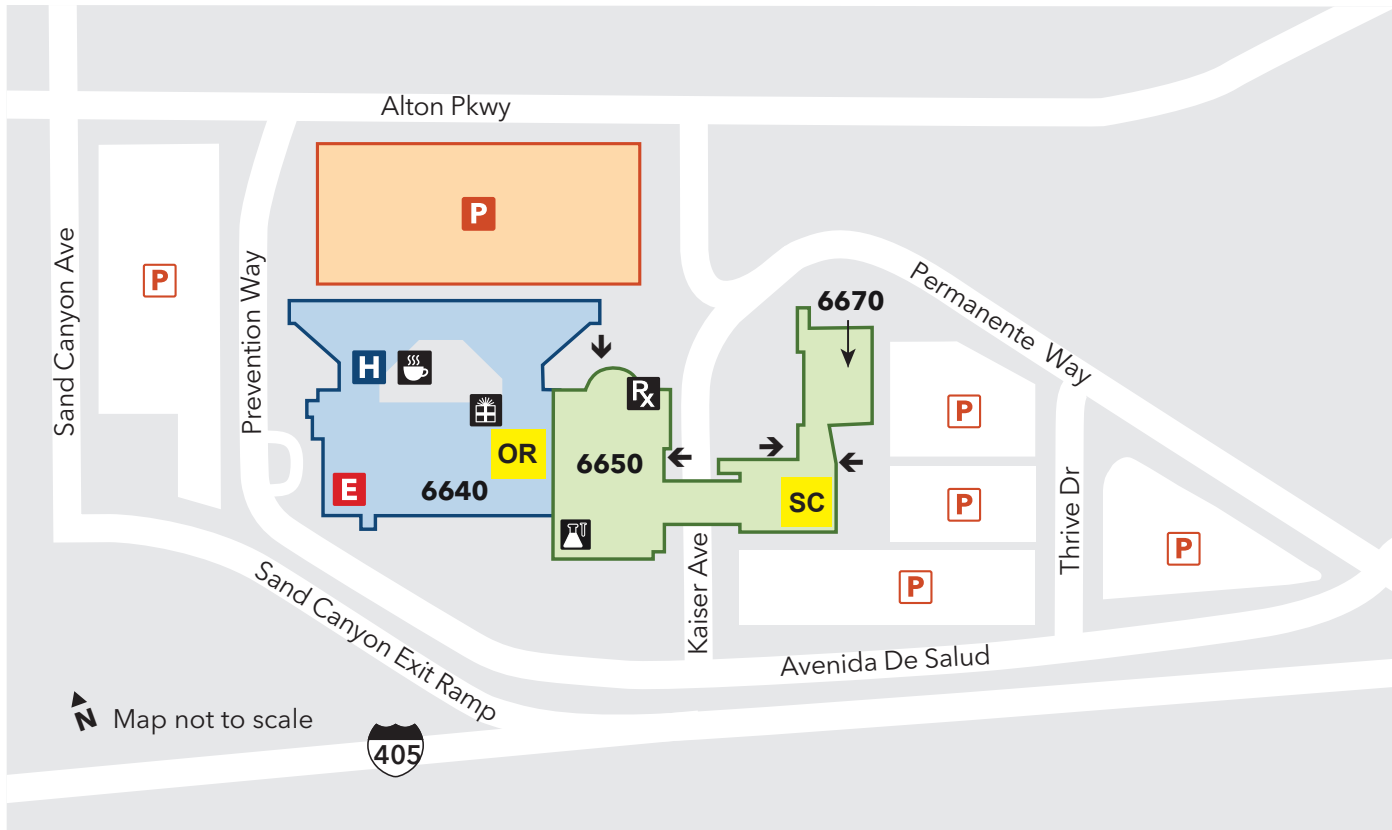 Alton Pkwy
P
P
Sand Canyon Ave
Prevention Way
Permanente Way
6670
H
Rx
P
OR
6650
E
6640
SC
P
Thrive Dr
P
P
Kaiser Ave
Sand Canyon Exit Ramp
Avenida De Salud
N
Map not to scale
405